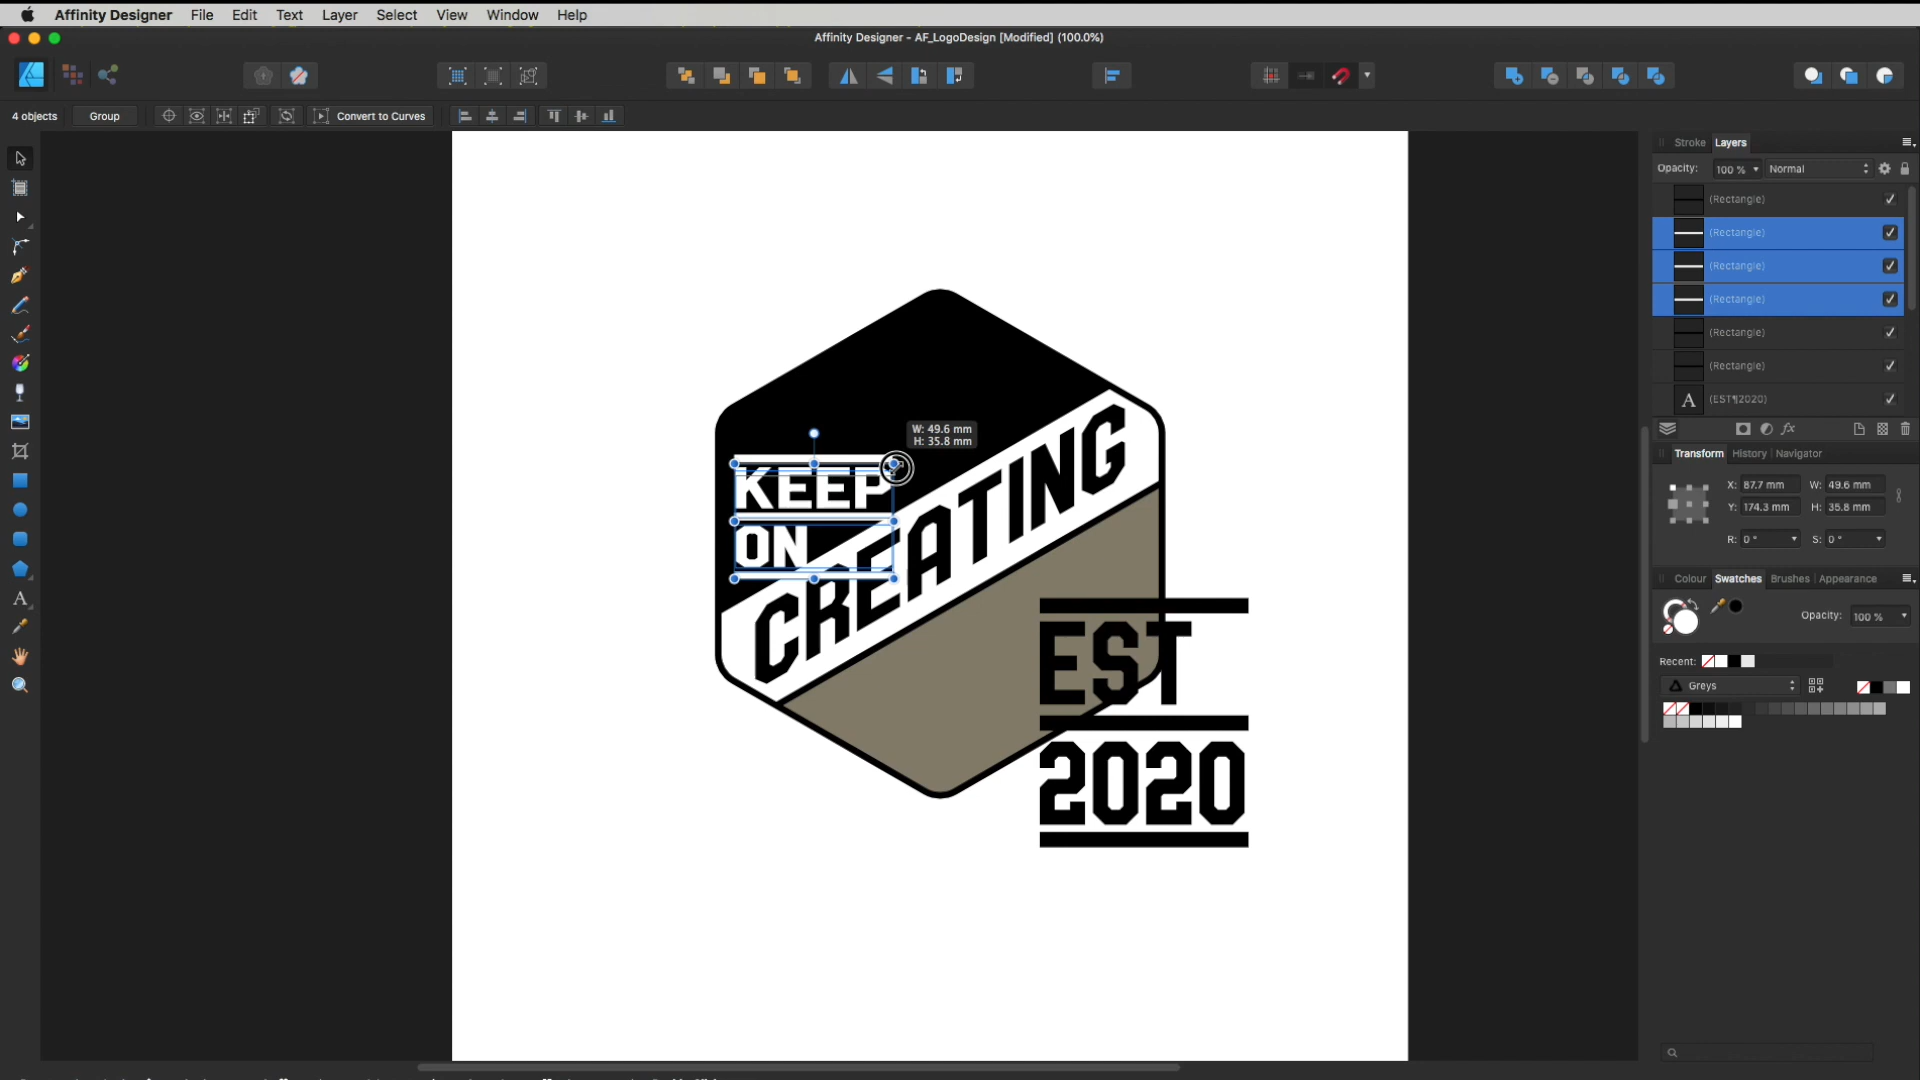 Affinity Designer File Edit Text Layer Select View Window Help
Affinity Designer - AF_LogoDesign [Modified] (100.0%)
4 objects Group Convert to Curves
Stroke Layers
Opacity: 100 % Normal
(Rectangle)
(Rectangle)
(Rectangle)
(Rectangle)
(Rectangle)
(Rectangle)
A (EST¶2020)
fx
Transform History Navigator
X: 87.7 mm W: 49.6 mm
Y: 174.3 mm H: 35.8 mm
R: 0 ° S: 0 °
Colour Swatches Brushes Appearance
Opacity: 100 %
Recent:
Greys
W: 49.6 mm
H: 35.8 mm
KEEP
ON
CREATING
EST
2020